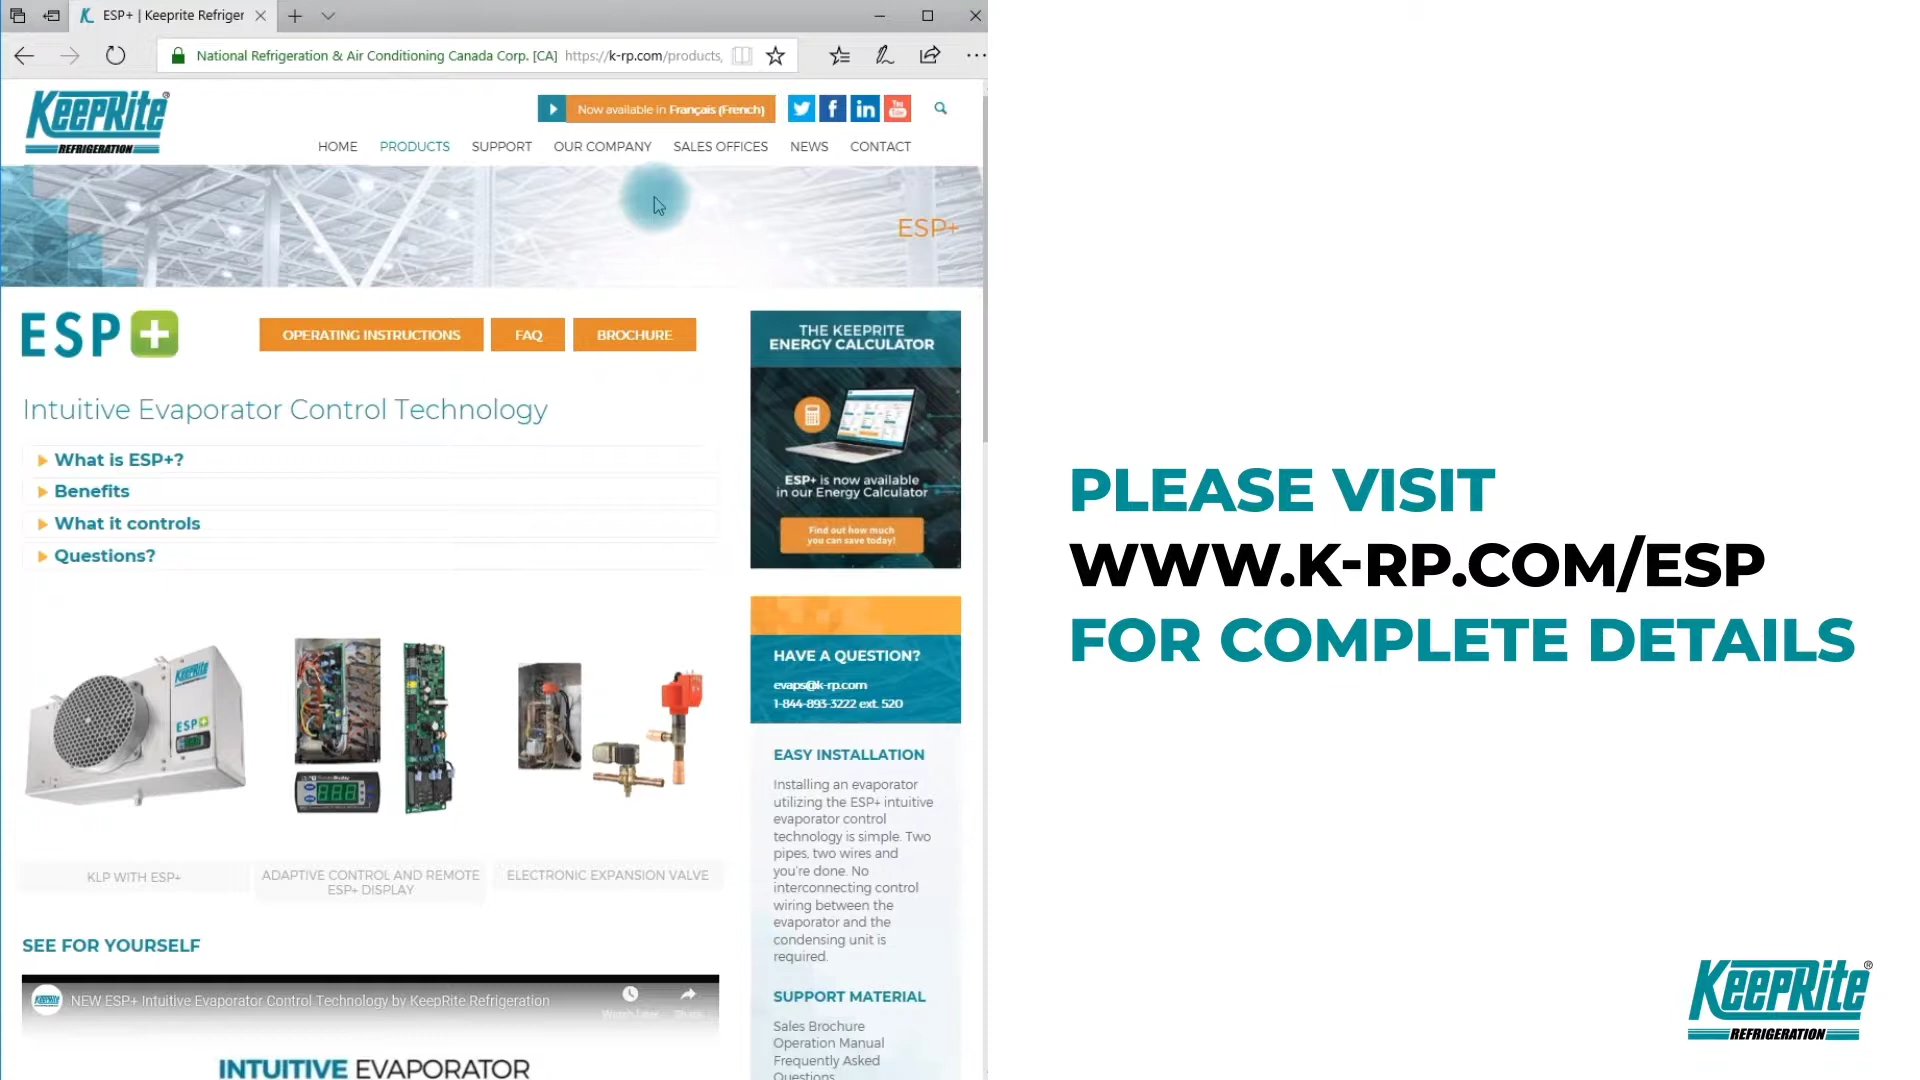 ESP+ | Keeprite Refriger
National Refrigeration & Air Conditioning Canada Corp. [CA] https://k-rp.com/products,
KeepRite®
REFRIGERATION
Now available in Français (French)
HOME PRODUCTS SUPPORT OUR COMPANY SALES OFFICES NEWS CONTACT
ESP+
ESP+
OPERATING INSTRUCTIONS FAQ BROCHURE
Intuitive Evaporator Control Technology
What is ESP+?
Benefits
What it controls
Questions?
KeepRite
ESP+
KLP WITH ESP+
ADAPTIVE CONTROL AND REMOTE
ESP+ DISPLAY
ELECTRONIC EXPANSION VALVE
SEE FOR YOURSELF
NEW ESP+ Intuitive Evaporator Control Technology by KeepRite Refrigeration
Watch later Share
INTUITIVE EVAPORATOR
THE KEEPRITE
ENERGY CALCULATOR
ESP+ is now available
in our Energy Calculator
Find out how much
you can save today!
HAVE A QUESTION?
evaps@k-rp.com
1-844-893-3222 ext. 520
EASY INSTALLATION
Installing an evaporator
utilizing the ESP+ intuitive
evaporator control
technology is simple. Two
pipes, two wires and
you're done. No
interconnecting control
wiring between the
evaporator and the
condensing unit is
required.
SUPPORT MATERIAL
Sales Brochure
Operation Manual
Frequently Asked
Questions
PLEASE VISIT
WWW.K-RP.COM/ESP
FOR COMPLETE DETAILS
KeepRite®
REFRIGERATION